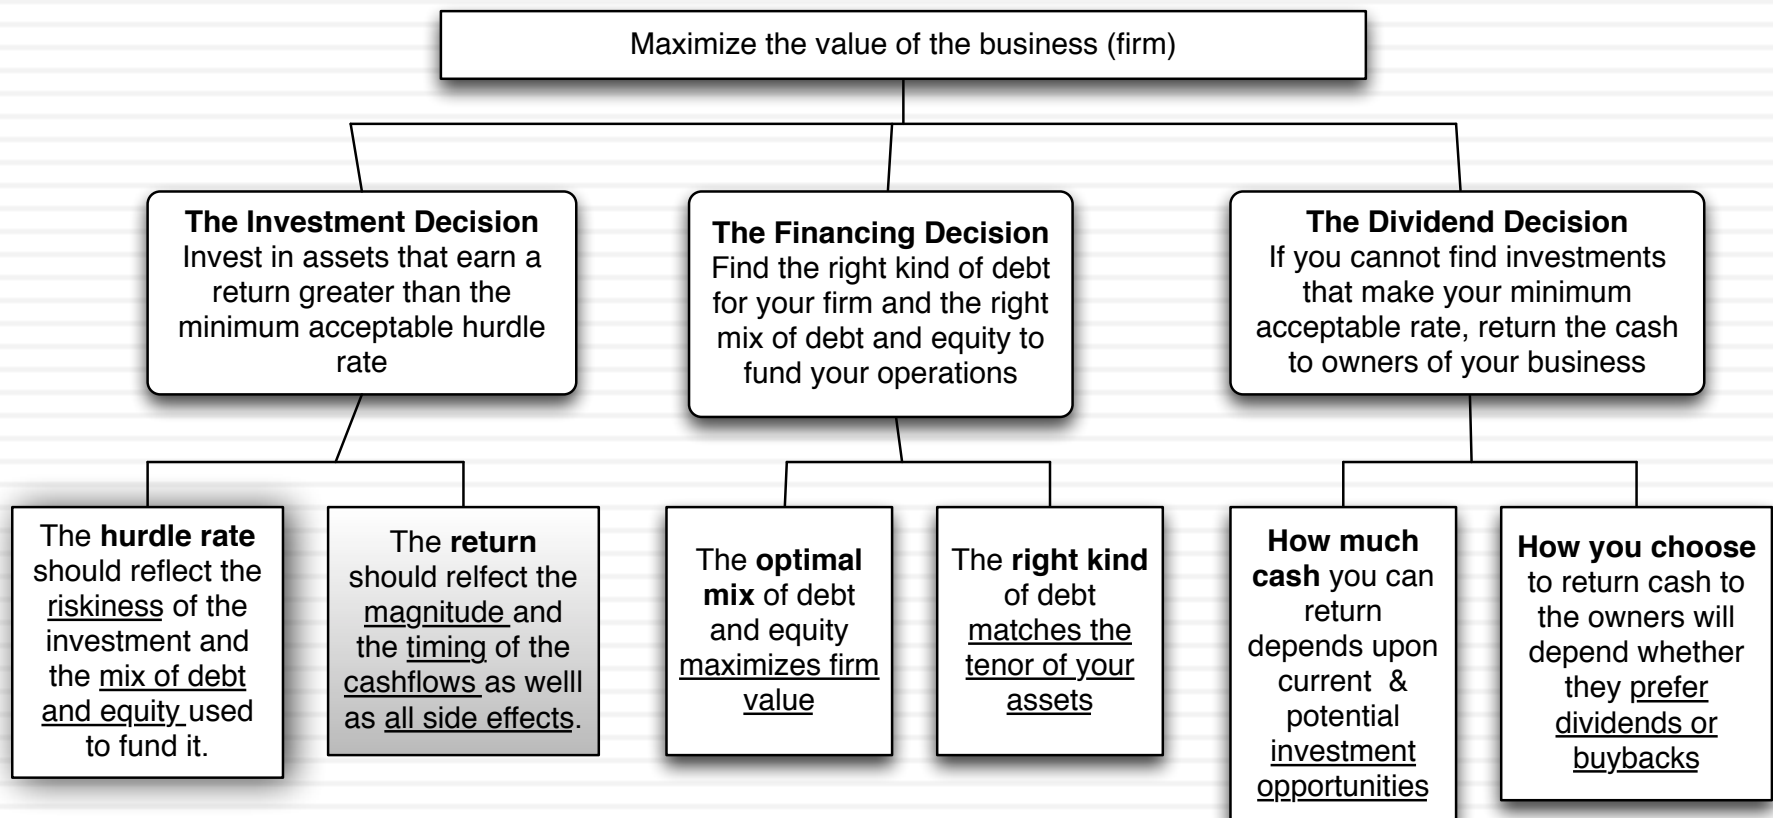 Maximize the value of the business (firm)
The Investment Decision
Invest in assets that earn a
return greater than the
minimum acceptable hurdle
rate
The Financing Decision
Find the right kind of debt
for your firm and the right
mix of debt and equity to
fund your operations
The Dividend Decision
If you cannot find investments
that make your minimum
acceptable rate, return the cash
to owners of your business
The hurdle rate
should reflect the
riskiness of the
investment and
the mix of debt
and equity used
to fund it.
The return
should relfect the
magnitude and
the timing of the
cashflows as welll
as all side effects.
The optimal
mix of debt
and equity
maximizes firm
value
The right kind
of debt
matches the
tenor of your
assets
How much
cash you can
return
depends upon
current &
potential
investment
opportunities
How you choose
to return cash to
the owners will
depend whether
they prefer
dividends or
buybacks